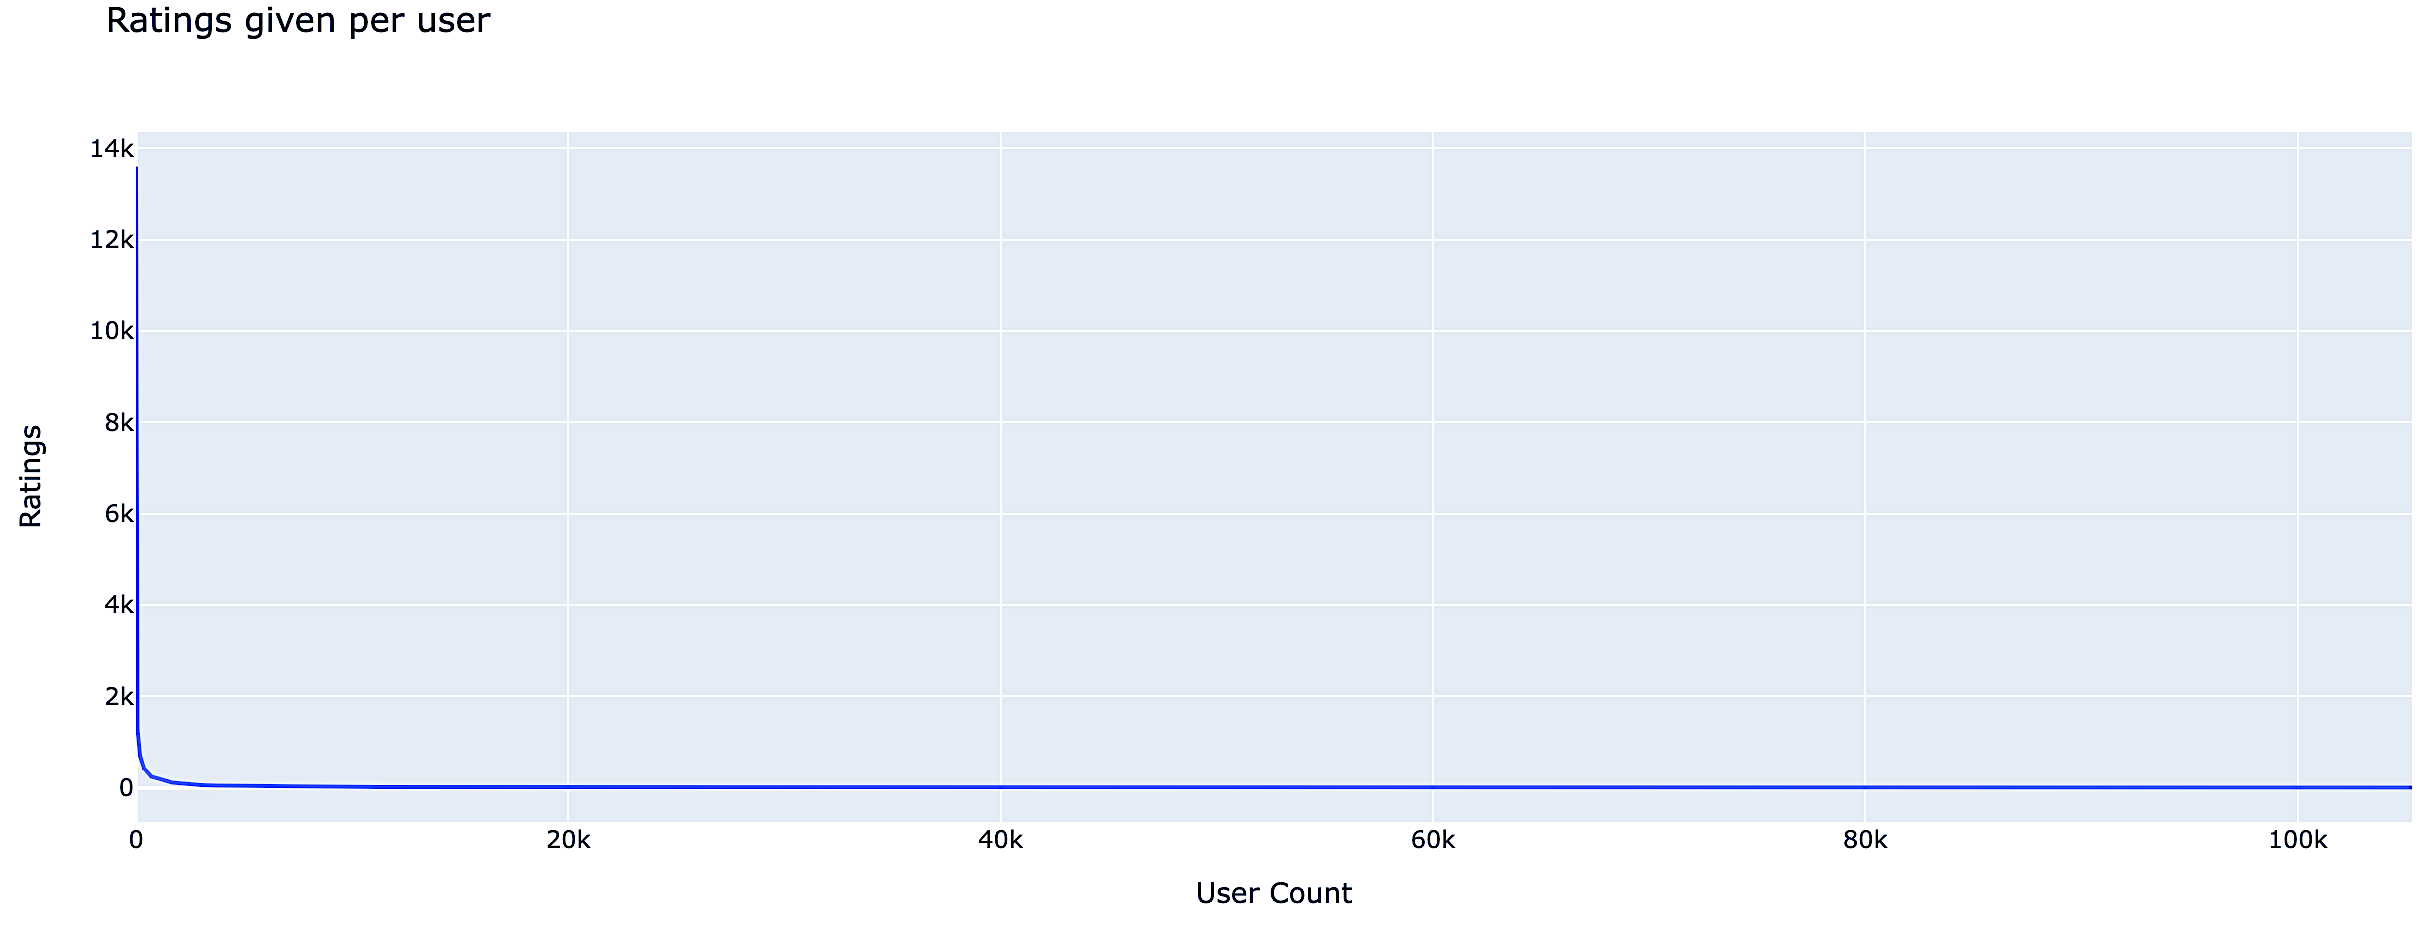 Ratings given per user
14k
12k
10k
8k
6k
4k
2k
0
Ratings
0 20k 40k 60k 80k 100k
User Count